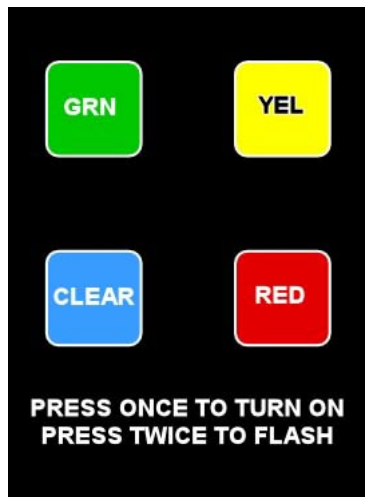 GRN
YEL
CLEAR
RED
PRESS ONCE TO TURN ON
PRESS TWICE TO FLASH